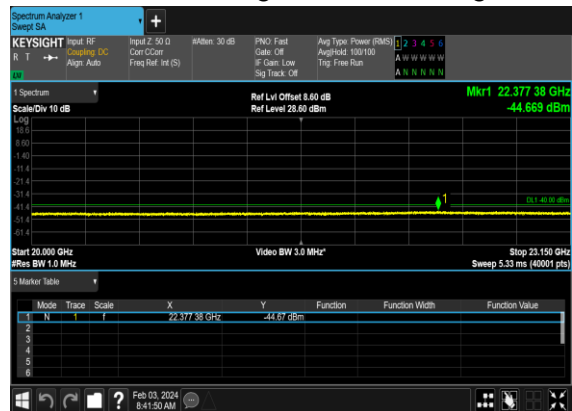 Spectrum Analyzer 1
Swept SA
+
KEYSIGHT Input: RF Input Z: 50 Ω #Atten: 30 dB PNO: Fast Avg Type: Power (RMS) 1 2 3 4 5 6
R T Coupling: DC Corr CCorr Gate: Off Avg|Hold: 100/100 A W W W W W
Align: Auto Freq Ref: Int (S) IF Gain: Low Trig: Free Run
Sig Track: Off A N N N N N
LXI
1 Spectrum Ref Lvl Offset 8.60 dB Mkr1 22.377 38 GHz
Scale/Div 10 dB Ref Level 28.60 dBm -44.669 dBm
Log
18.6
8.60
-1.40
-11.4
-21.4
-31.4
1
DL1 -40.00 dBm
-41.4
-51.4
-61.4
Start 20.000 GHz Video BW 3.0 MHz* Stop 23.150 GHz
#Res BW 1.0 MHz Sweep 5.33 ms (40001 pts)
5 Marker Table
Mode Trace Scale X Y Function Function Width Function Value
1 N 1 f 22.377 38 GHz -44.67 dBm
2
3
4
5
6
? Feb 03, 2024
8:41:50 AM